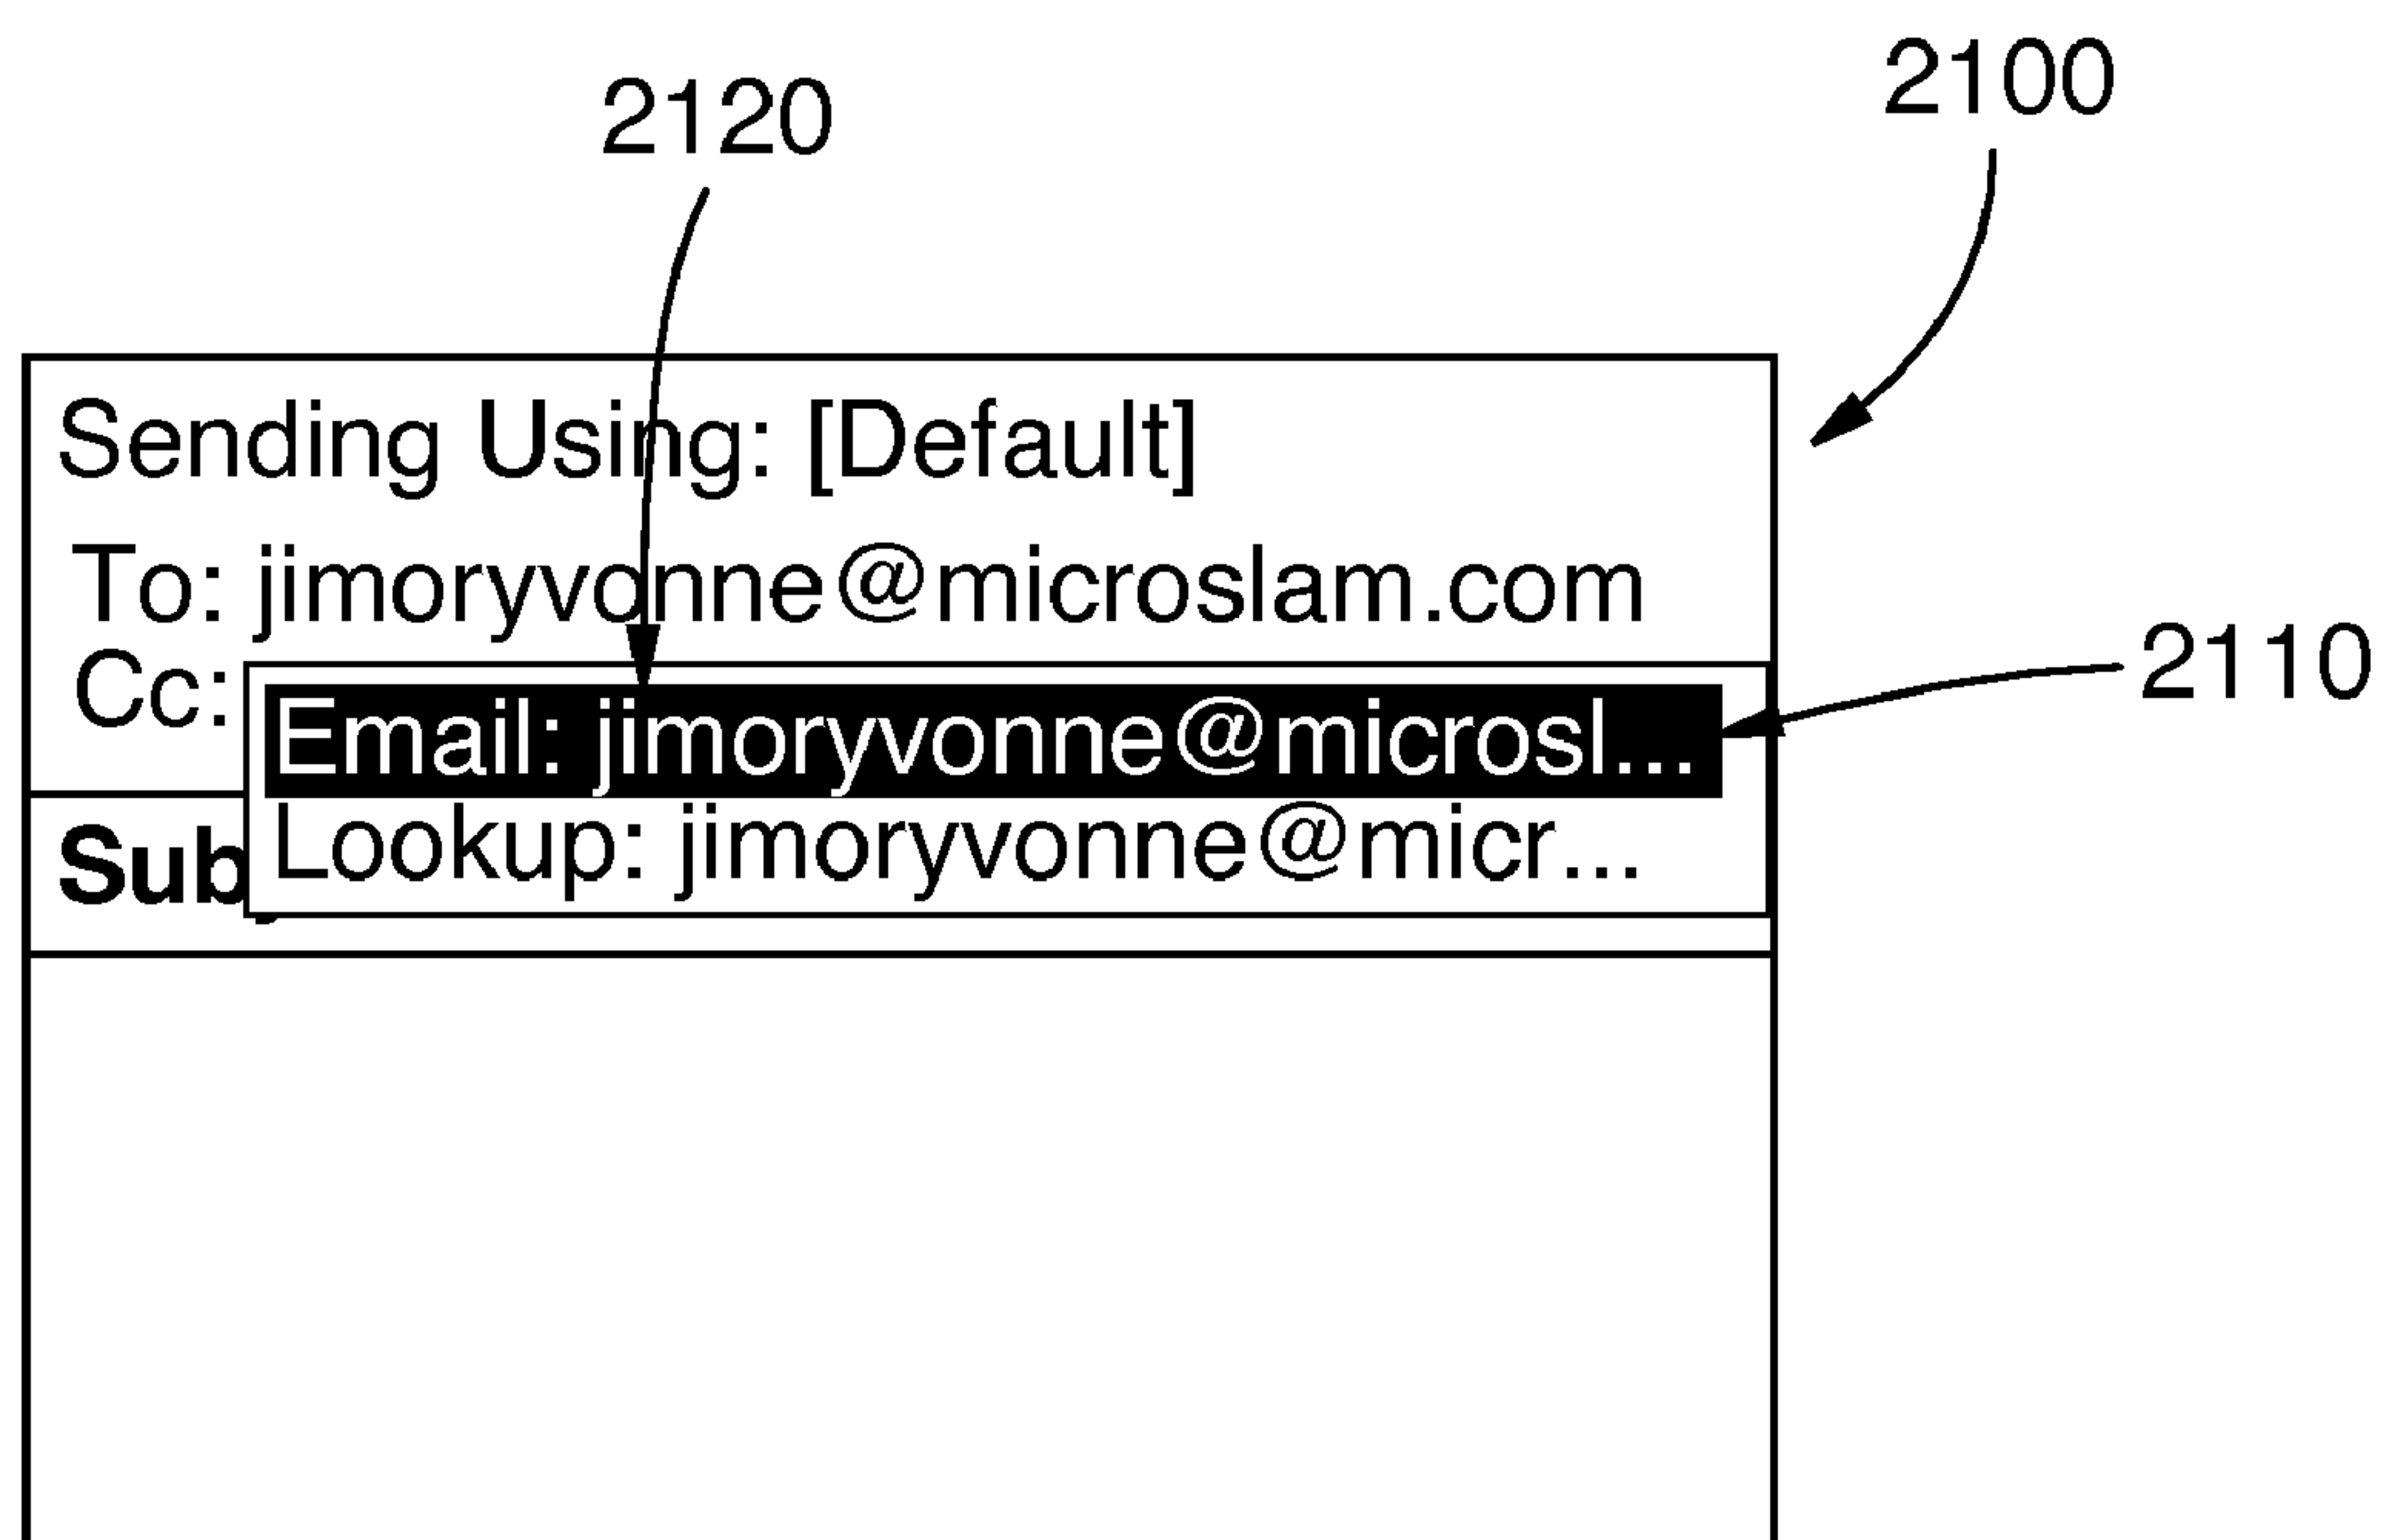 2120
2100
Sending Using: [Default]
To: jimoryvonne@microslam.com
2110
Cc:
Email: jimoryvonne@microsl...
Lookup: jimoryvonne@micr...
Sub